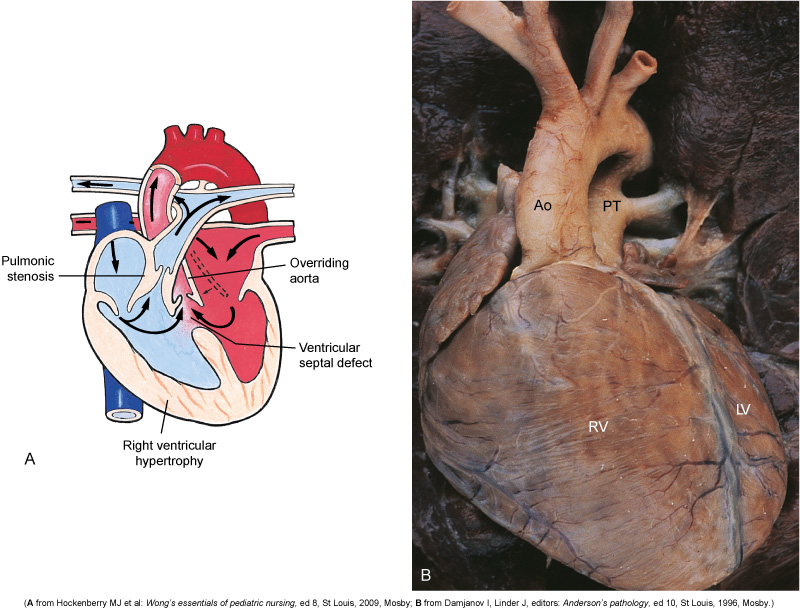 Pulmonic
stenosis
Overriding
aorta
Ventricular
septal defect
Right ventricular
hypertrophy
A
Ao
PT
RV
LV
B
(A from Hockenberry MJ et al: Wong's essentials of pediatric nursing, ed 8, St Louis, 2009, Mosby; B from Damjanov I, Linder J, editors: Anderson's pathology, ed 10, St Louis, 1996, Mosby.)